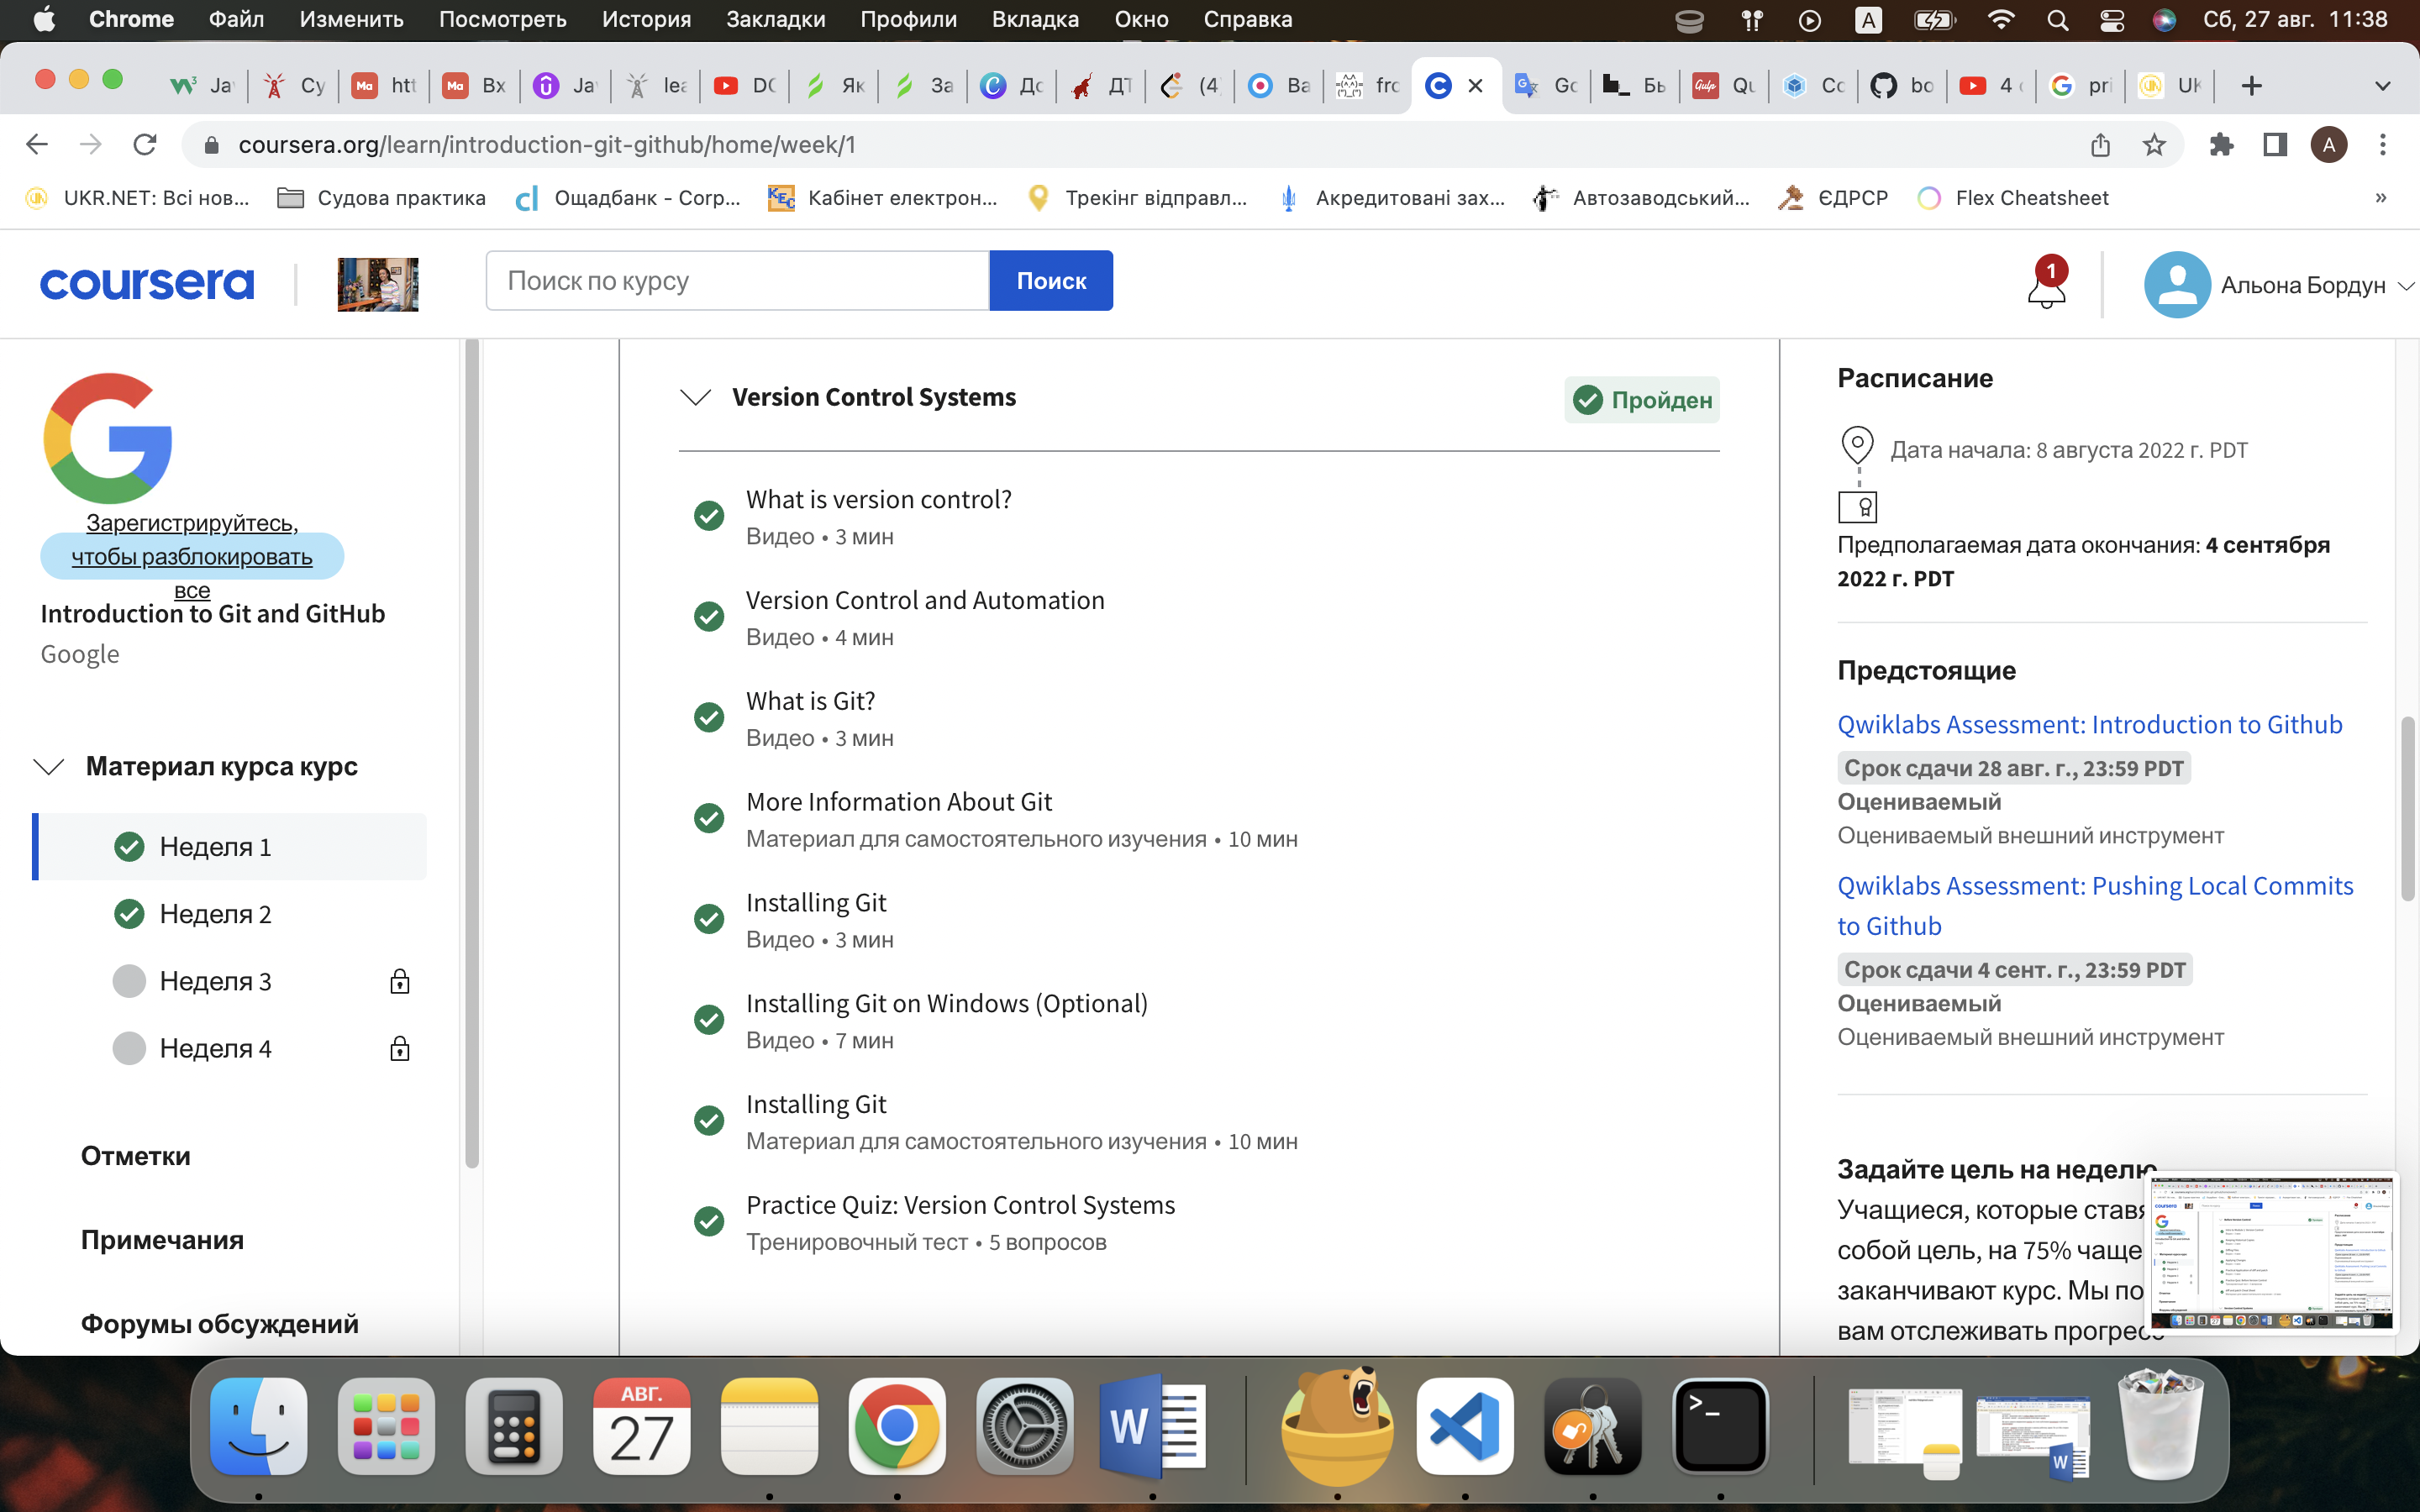 Chrome Файл Изменить Посмотреть История Закладки Профили Вкладка Окно Справка
A Сб, 27 авг. 11:38
Ja Су Ma htt Ma Вх Ja lea DC Як За До ДТ (4 Ba frc Gc Бь Gulp Qu Cc bo 4 pri UK
coursera.org/learn/introduction-git-github/home/week/1
A
UKR.NET: Всі нов... Судова практика Ощадбанк - Corp... Кабінет електрон... Трекінг відправл... Акредитовані зах... Автозаводський... ЄДРСР Flex Cheatsheet »
coursera
Поиск по курсу
Поиск
1
Альона Бордун
Зарегистрируйтесь,
чтобы разблокировать
все
Introduction to Git and GitHub
Google
Материал курса курс
Неделя 1
Неделя 2
Неделя 3
Неделя 4
Отметки
Примечания
Форумы обсуждений
Version Control Systems
Пройден
What is version control?
Видео • 3 мин
Version Control and Automation
Видео • 4 мин
What is Git?
Видео • 3 мин
More Information About Git
Материал для самостоятельного изучения • 10 мин
Installing Git
Видео • 3 мин
Installing Git on Windows (Optional)
Видео • 7 мин
Installing Git
Материал для самостоятельного изучения • 10 мин
Practice Quiz: Version Control Systems
Тренировочный тест • 5 вопросов
Расписание
Дата начала: 8 августа 2022 г. PDT
Предполагаемая дата окончания: 4 сентября
2022 г. PDT
Предстоящие
Qwiklabs Assessment: Introduction to Github
Срок сдачи 28 авг. г., 23:59 PDT
Оцениваемый
Оцениваемый внешний инструмент
Qwiklabs Assessment: Pushing Local Commits
to Github
Срок сдачи 4 сент. г., 23:59 PDT
Оцениваемый
Оцениваемый внешний инструмент
Задайте цель на неделю
Учащиеся, которые ставя
собой цель, на 75% чаще
заканчивают курс. Мы по
вам отслеживать прогресс
АВГ.
27
W
>_
W